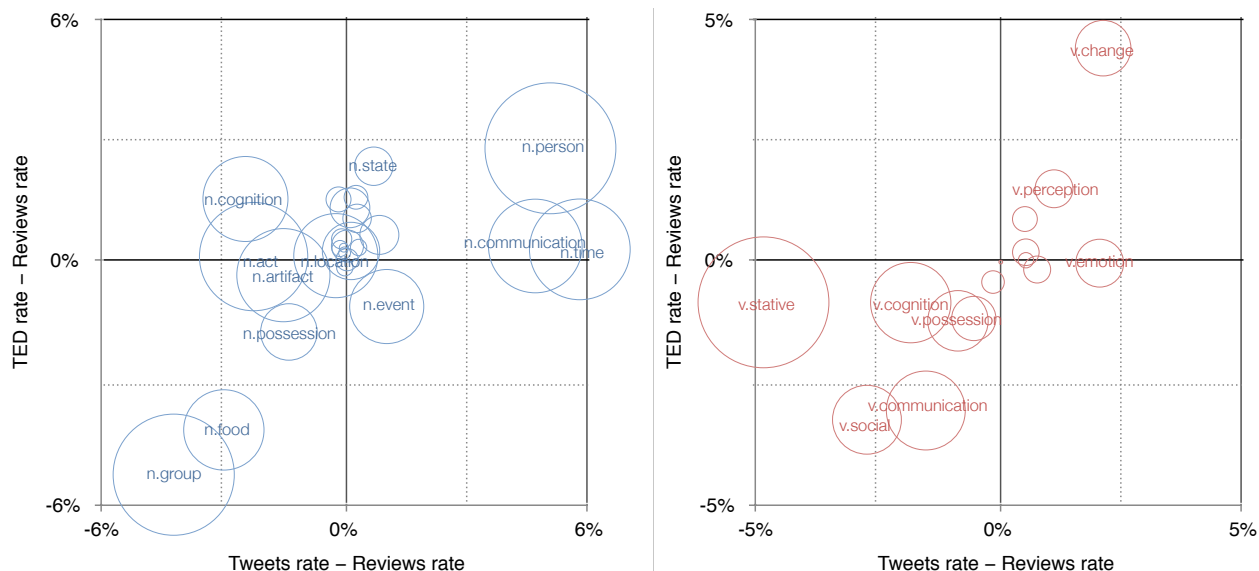 6%
n.person
n.state
n.cognition
n.communication
n.time
0%
n.act
n.location
n.artifact
n.event
n.possession
n.food
n.group
-6%
-6%
0%
6%
TED rate – Reviews rate
Tweets rate – Reviews rate
5%
v.change
v.perception
0%
v.emotion
v.stative
v.cognition
v.possession
v.communication
v.social
-5%
-5%
0%
5%
TED rate – Reviews rate
Tweets rate – Reviews rate